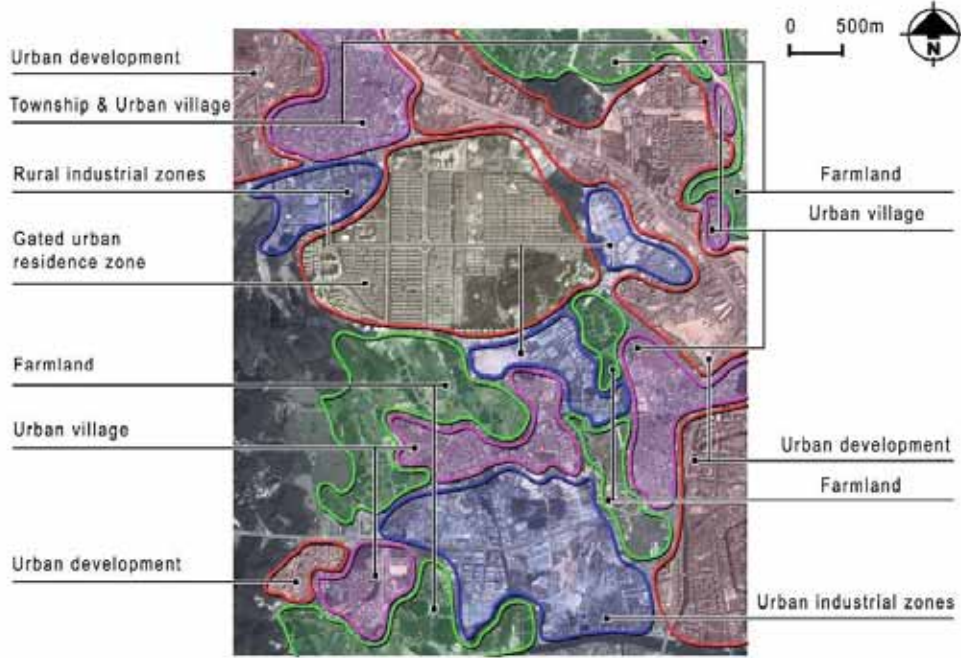 0 500m
N
Urban development
Township & Urban village
Rural industrial zones
Gated urban
residence zone
Farmland
Urban village
Urban development
Farmland
Urban village
Urban development
Farmland
Urban industrial zones